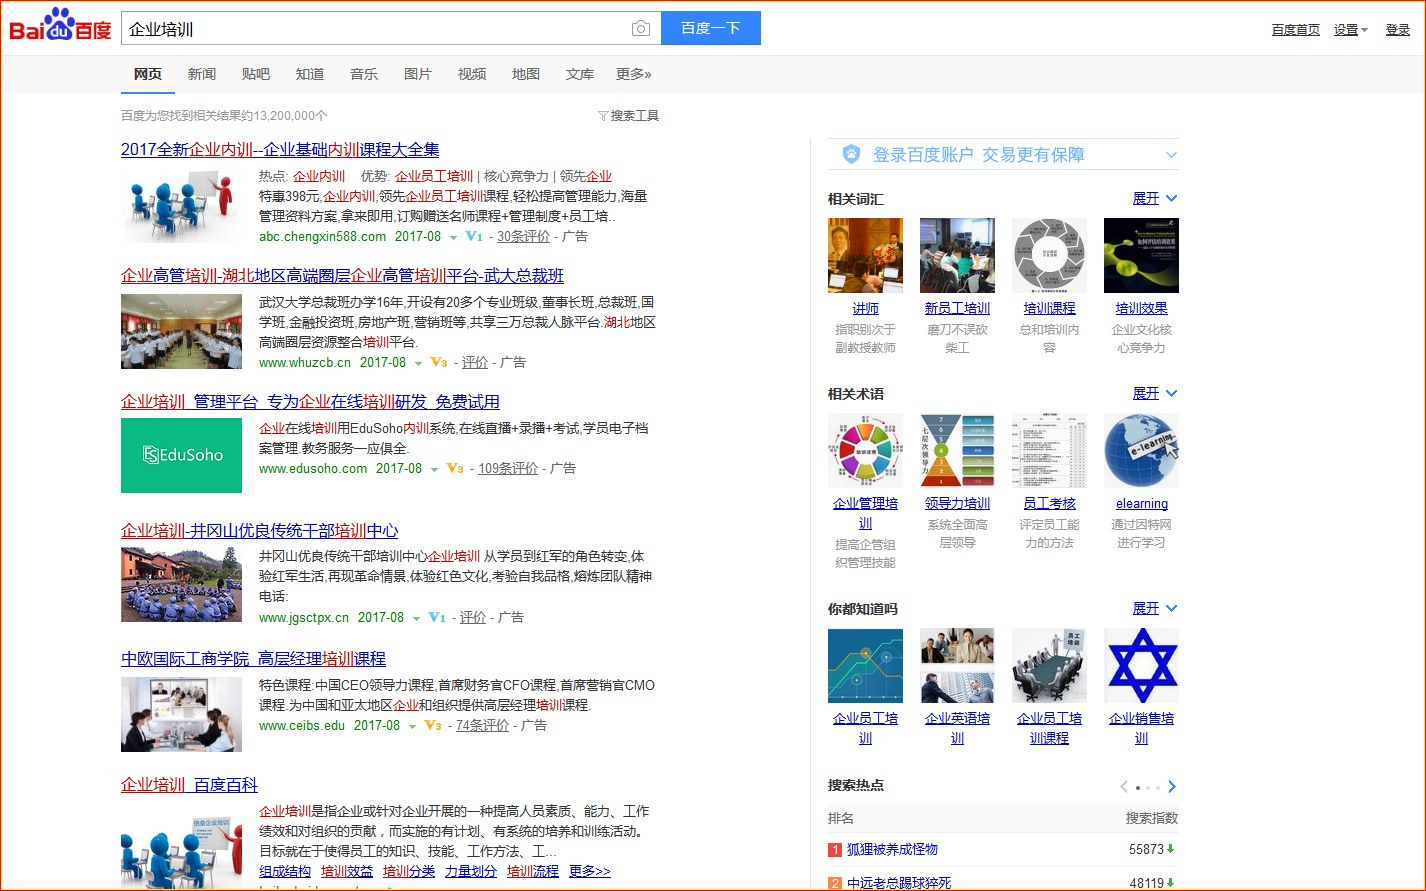 Bai du 百度
企业培训
百度一下
百度首页 设置 登录
网页 新闻 贴吧 知道 音乐 图片 视频 地图 文库 更多»
百度为您找到相关结果约13,200,000个
搜索工具
2017全新企业内训--企业基础内训课程大全集
热点: 企业内训 优势: 企业员工培训 | 核心竞争力 | 领先企业
特惠398元,企业内训,领先企业员工培训课程,轻松提高管理能力,海量
管理资料方案,拿来即用,订购赠送名师课程+管理制度+员工培..
abc.chengxin588.com 2017-08 V1 - 30条评价 - 广告
企业高管培训-湖北地区高端圈层企业高管培训平台-武大总裁班
武汉大学总裁班办学16年,开设有20多个专业班级,董事长班,总裁班,国
学班,金融投资班,房地产班,营销班等,共享三万总裁人脉平台.湖北地区
高端圈层资源整合培训平台.
www.whuzcb.cn 2017-08 V3 - 评价 - 广告
企业培训_管理平台_专为企业在线培训研发_免费试用
EduSoho
企业在线培训用EduSoho内训系统,在线直播+录播+考试,学员电子档
案管理.教务服务一应俱全.
www.edusoho.com 2017-08 V3 - 109条评价 - 广告
企业培训-井冈山优良传统干部培训中心
井冈山优良传统干部培训中心企业培训 从学员到红军的角色转变,体
验红军生活,再现革命情景,体验红色文化,考验自我品格,熔炼团队精神
电话:
www.jgsctpx.cn 2017-08 V1 - 评价 - 广告
中欧国际工商学院_高层经理培训课程
特色课程:中国CEO领导力课程,首席财务官CFO课程,首席营销官CMO
课程.为中国和亚太地区企业和组织提供高层经理培训课程.
www.ceibs.edu 2017-08 V3 - 74条评价 - 广告
企业培训_百度百科
企业培训是指企业或针对企业开展的一种提高人员素质、能力、工作
绩效和对组织的贡献，而实施的有计划、有系统的培养和训练活动。
目标就在于使得员工的知识、技能、工作方法、工...
组成结构 培训效益 培训分类 力量划分 培训流程 更多>>
登录百度账户 交易更有保障
相关词汇 展开
如何评估培训效果
讲师 新员工培训 培训课程 培训效果
指职别次于 磨刀不误砍 总和培训内 企业文化核
副教授教师 柴工 容 心竞争力
相关术语 展开
七层次领导力
7
6
5
4
3
2
1
e-learning
企业管理培 领导力培训 员工考核 elearning
训 系统全面高 评定员工能 通过因特网
提高企管组 层领导 力的方法 进行学习
织管理技能
你都知道吗 展开
员工
培训
企业员工培 企业英语培 企业员工培 企业销售培
训 训 训课程 训
搜索热点
排名 搜索指数
1 狐狸被养成怪物 55873
2 中远老总踢球猝死 48119